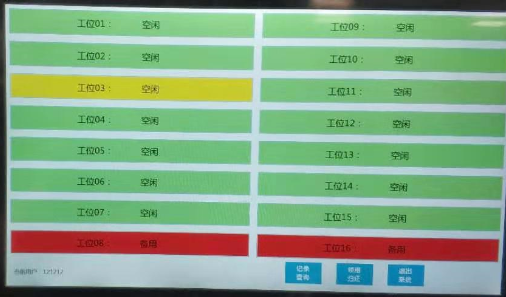 工位01： 空闲
工位02： 空闲
工位03： 空闲
工位04： 空闲
工位05： 空闲
工位06： 空闲
工位07： 空闲
工位08： 备用
工位09： 空闲
工位10： 空闲
工位11： 空闲
工位12： 空闲
工位13： 空闲
工位14： 空闲
工位15： 空闲
工位16： 备用
当前用户
记录
查询
退出
系统